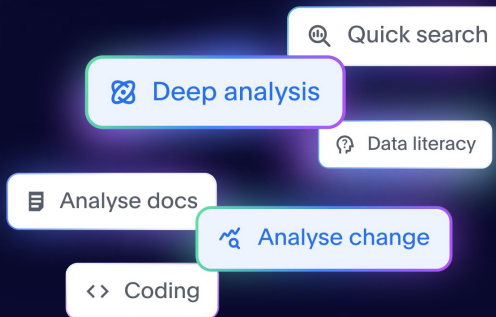 Quick search
Deep analysis
Data literacy
Analyse docs
Analyse change
Coding